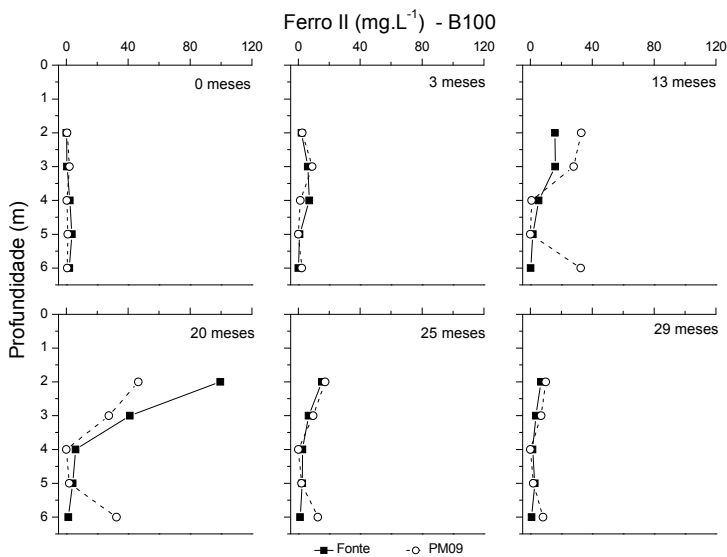 Ferro II (mg.L-1) - B100
0 40 80 120 0 40 80 120 0 40 80 120
0 meses 3 meses 13 meses
0
1
2
3
4
5
6
Profundidade (m)
20 meses 25 meses 29 meses
0
1
2
3
4
5
6
Fonte PM09